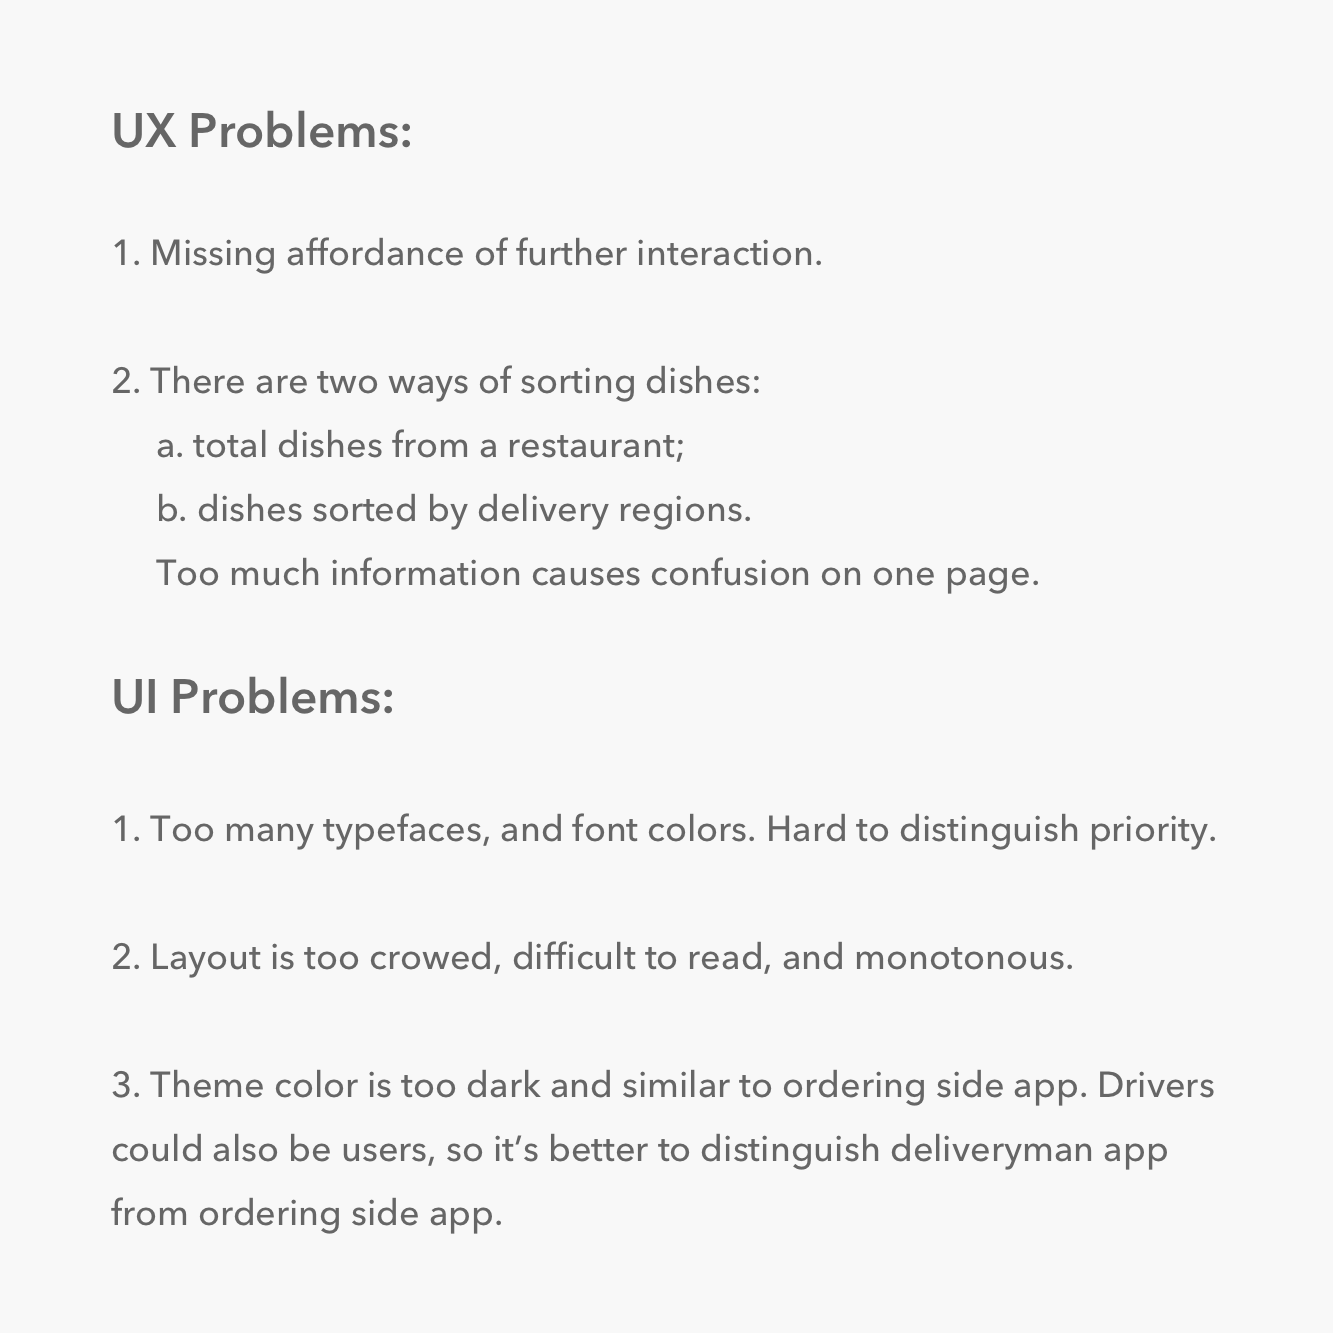 UX Problems:
1. Missing affordance of further interaction.
2. There are two ways of sorting dishes:
a. total dishes from a restaurant;
b. dishes sorted by delivery regions.
Too much information causes confusion on one page.
UI Problems:
1. Too many typefaces, and font colors. Hard to distinguish priority.
2. Layout is too crowed, difficult to read, and monotonous.
3. Theme color is too dark and similar to ordering side app. Drivers
could also be users, so it’s better to distinguish deliveryman app
from ordering side app.